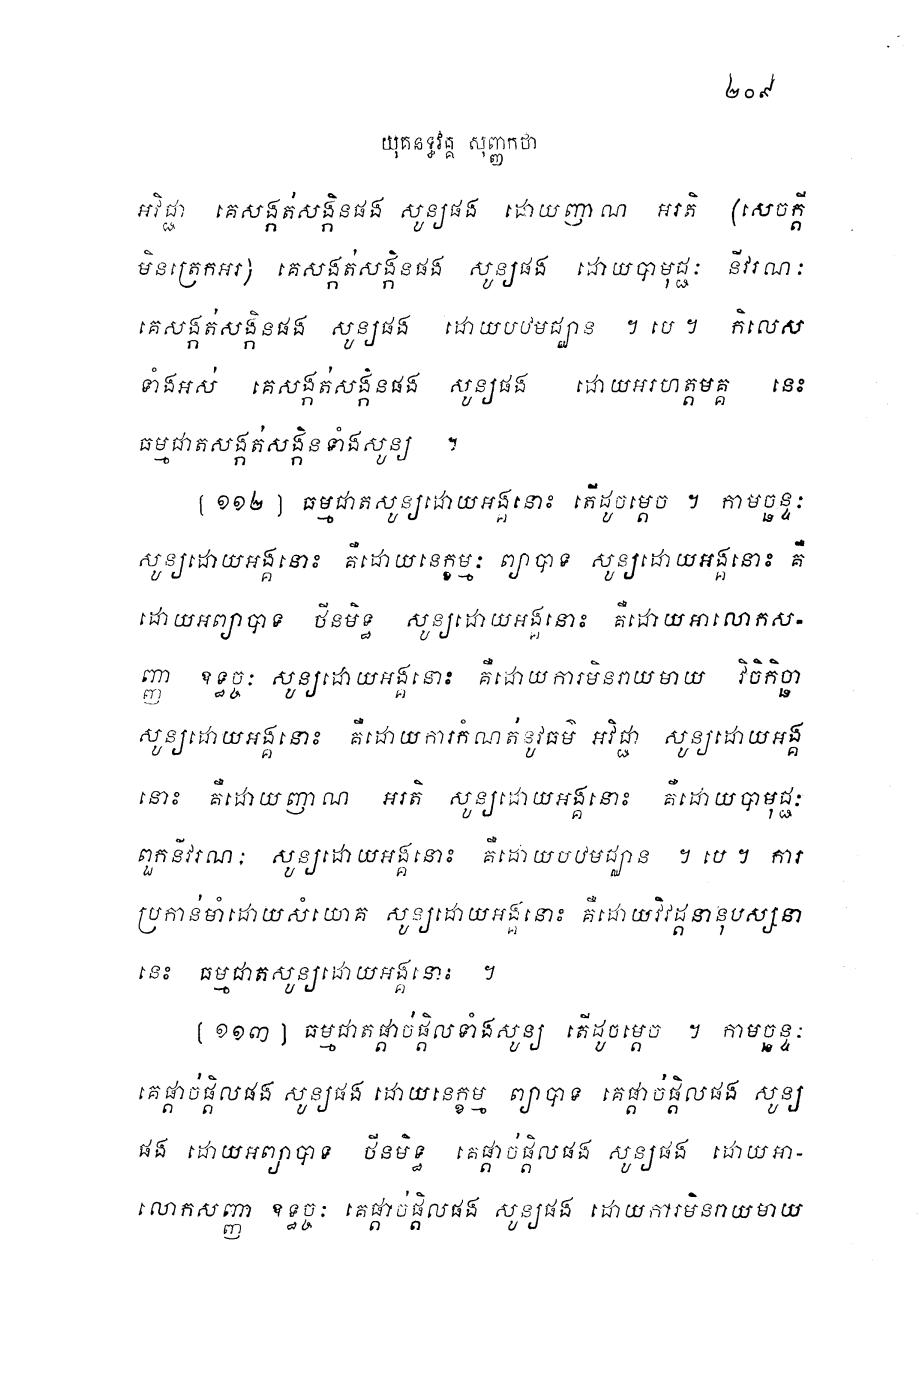 ២០៩
យុគនទ្ធវគ្គ សុញ្ញកថា
អវិជ្ជា គេសង្កត់សង្កិនផង សូន្យផង ដោយញាណ អរតិ (សេចក្តី
មិនត្រេកអរ) គេសង្កត់សង្កិនផង សូន្យផង ដោយបាមុជ្ជៈ នីវរណៈ
គេសង្កត់សង្កិនផង សូន្យផង ដោយបឋមជ្ឈាន ។ បេ ។ កិលេស
ទាំងអស់ គេសង្កត់សង្កិនផង សូន្យផង ដោយអរហត្តមគ្គ នេះ
ធម្មជាតសង្កត់សង្កិនទាំងសូន្យ ។
(១១២) ធម្មជាតសូន្យដោយអង្គនោះ តើដូចម្តេច ។ កាមច្ឆន្ទៈ
សូន្យដោយអង្គនោះ គឺដោយនេក្ខម្មៈ ព្យាបាទ សូន្យដោយអង្គនោះ គឺ
ដោយអព្យាបាទ ថីនមិទ្ធ សូន្យដោយអង្គនោះ គឺដោយអាលោកស-
ញ្ញា ឧទ្ធច្ចៈ សូន្យដោយអង្គនោះ គឺដោយការមិនរាយមាយ វិចិកិច្ឆា
សូន្យដោយអង្គនោះ គឺដោយការកំណត់នូវធម៌ អវិជ្ជា សូន្យដោយអង្គ
នោះ គឺដោយញាណ អរតិ សូន្យដោយអង្គនោះ គឺដោយបាមុជ្ជៈ
ពួកនីវរណៈ សូន្យដោយអង្គនោះ គឺដោយបឋមជ្ឈាន ។ បេ ។ ការ
ប្រកាន់មាំដោយសំយោគ សូន្យដោយអង្គនោះ គឺដោយវិវដ្តនានុបស្សនា
នេះ ធម្មជាតសូន្យដោយអង្គនោះ ។
(១១៣) ធម្មជាតផ្តាច់ផ្តិលទាំងសូន្យ តើដូចម្តេច ។ កាមច្ឆន្ទៈ
គេផ្តាច់ផ្តិលផង សូន្យផង ដោយនេក្ខម្ម ព្យាបាទ គេផ្តាច់ផ្តិលផង សូន្យ
ផង ដោយអព្យាបាទ ថីនមិទ្ធ គេផ្តាច់ផ្តិលផង សូន្យផង ដោយអា-
លោកសញ្ញា ឧទ្ធច្ចៈ គេផ្តាច់ផ្តិលផង សូន្យផង ដោយការមិនរាយមាយ